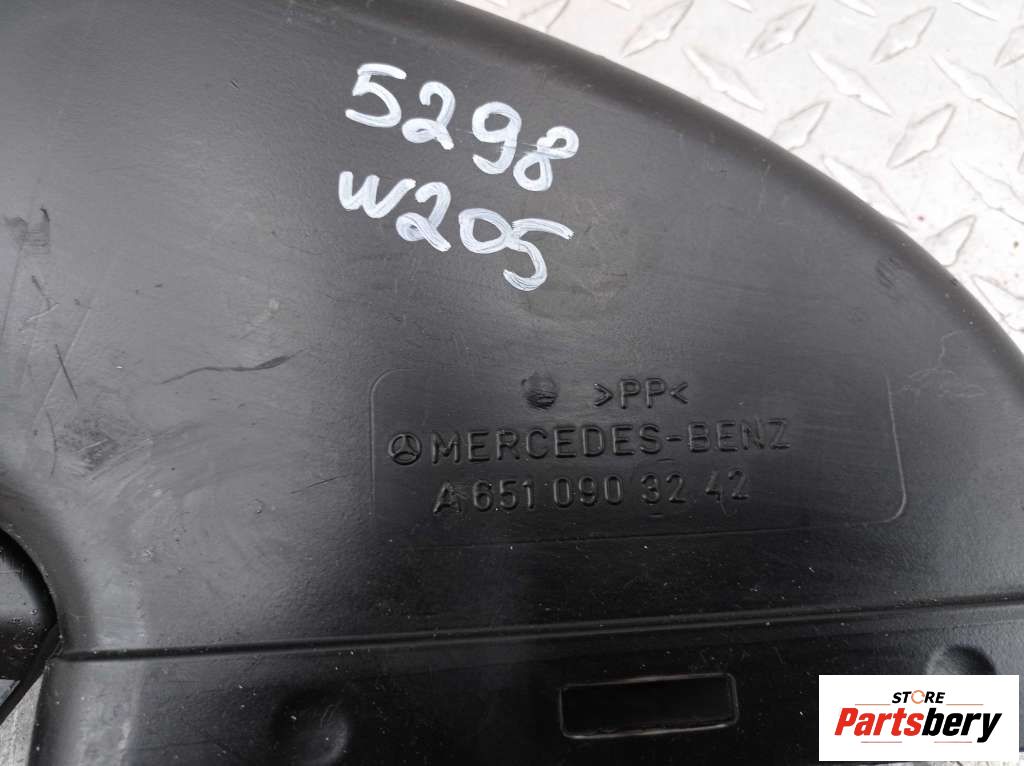 5298
W205
>PP<
MERCEDES-BENZ
A 651 090 32 42
STORE
Partsbery